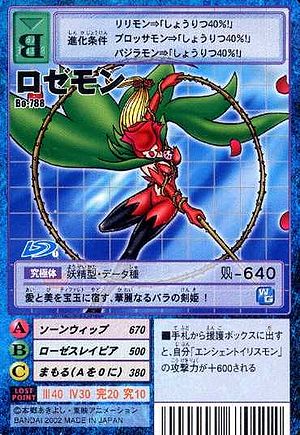 リリモン⇒「しょうりつ40%!」
進化条件
ブロッサモン⇒「しょうりつ40%!」
パジラモン⇒「しょうりつ40%!」
ロゼモン
Bo-788
究極体 妖精型・データ種
-640
愛と美を宝玉に宿す、華麗なるバラの剣姫!
A ソーンウィップ 670
B ローゼスレイピア 500
C まもる(Aを0に) 380
■手札から援護ボックスに出すと、自分「エンシェントイリスモン」の攻撃力が+600される
LOST POINT Ⅲ40 Ⅳ30 完20 究10
©本郷あきよし・東映アニメーション
BANDAI 2002 MADE IN JAPAN